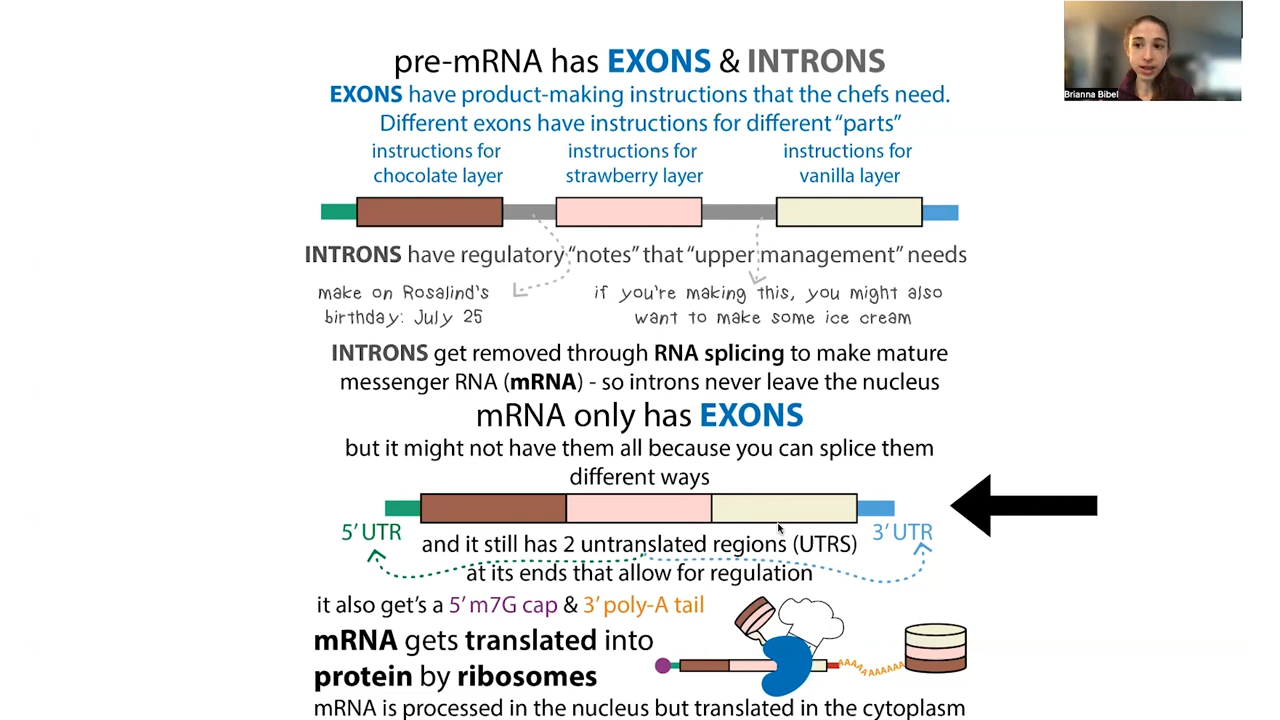 Brianna Bibel
pre-mRNA has EXONS & INTRONS
EXONS have product-making instructions that the chefs need.
Different exons have instructions for different “parts”
instructions for
chocolate layer
instructions for
strawberry layer
instructions for
vanilla layer
INTRONS have regulatory “notes” that “upper management” needs
make on Rosalind's
birthday: July 25
if you're making this, you might also
want to make some ice cream
INTRONS get removed through RNA splicing to make mature
messenger RNA (mRNA) - so introns never leave the nucleus
mRNA only has EXONS
but it might not have them all because you can splice them
different ways
5’ UTR
3’ UTR
and it still has 2 untranslated regions (UTRS)
at its ends that allow for regulation
it also get’s a 5’ m7G cap & 3’ poly-A tail
mRNA gets translated into
protein by ribosomes
AAAAAAAAAA
mRNA is processed in the nucleus but translated in the cytoplasm